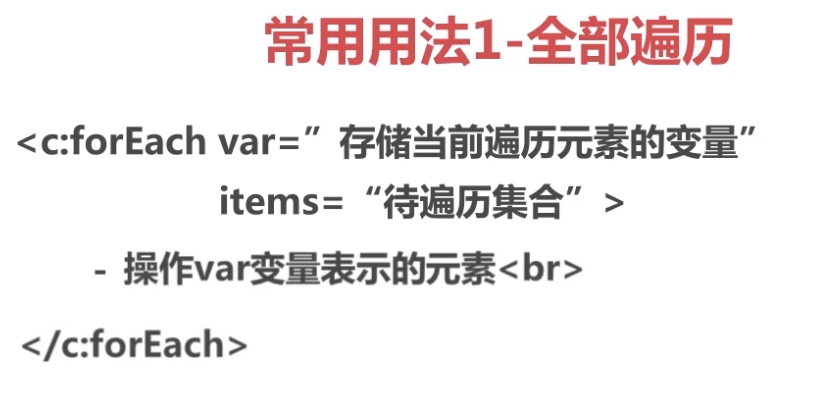 常用用法1-全部遍历
<c:forEach var=”存储当前遍历元素的变量”
items=“待遍历集合”>
- 操作var变量表示的元素<br>
</c:forEach>